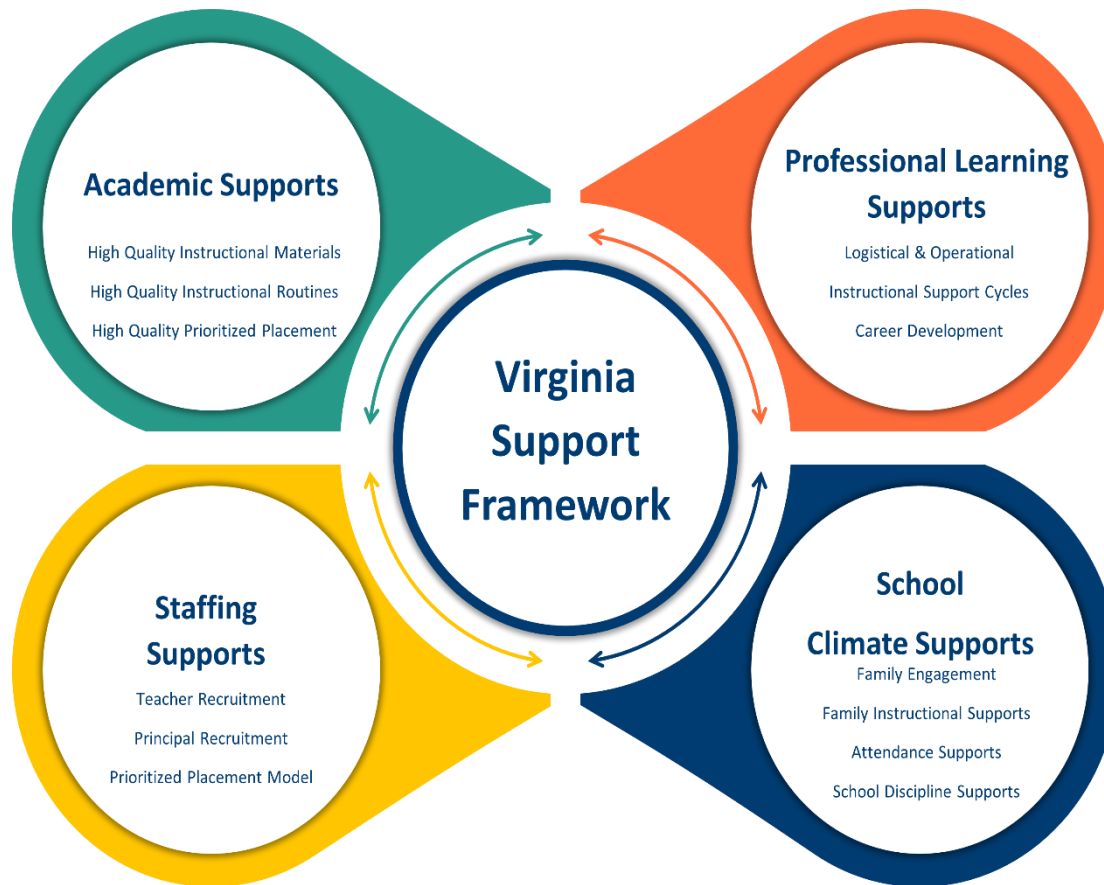 Academic Supports
High Quality Instructional Materials
High Quality Instructional Routines
High Quality Prioritized Placement
Professional Learning
Supports
Logistical & Operational
Instructional Support Cycles
Career Development
Virginia
Support
Framework
Staffing
Supports
Teacher Recruitment
Principal Recruitment
Prioritized Placement Model
School
Climate Supports
Family Engagement
Family Instructional Supports
Attendance Supports
School Discipline Supports